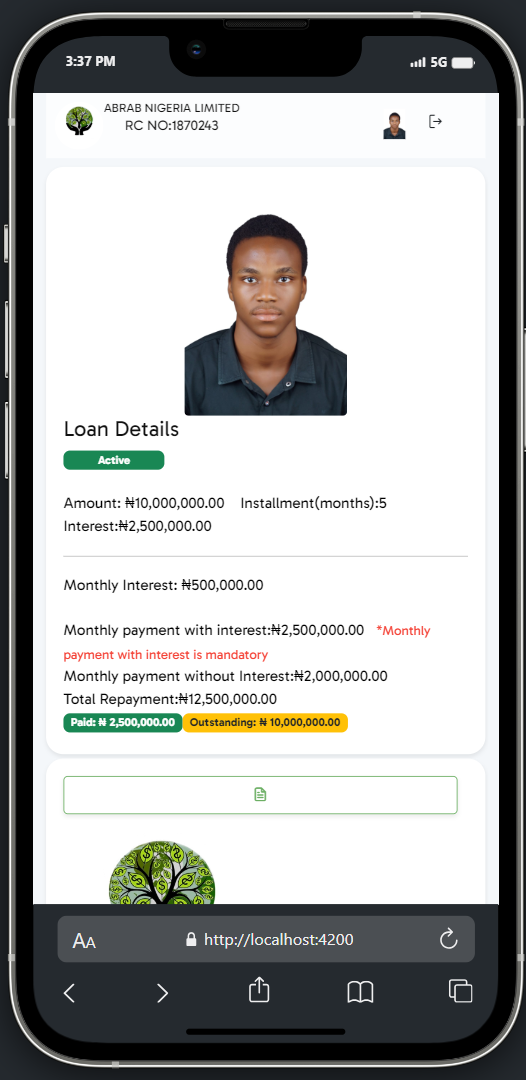 3:37 PM
5G
ABRAB NIGERIA LIMITED
RC NO:1870243
Loan Details
Active
Amount: ₦10,000,000.00 Installment(months):5
Interest:₦2,500,000.00
Monthly Interest: ₦500,000.00
Monthly payment with interest:₦2,500,000.00 *Monthly
payment with interest is mandatory
Monthly payment without Interest:₦2,000,000.00
Total Repayment:₦12,500,000.00
Paid: ₦ 2,500,000.00 Outstanding: ₦ 10,000,000.00
AA http://localhost:4200